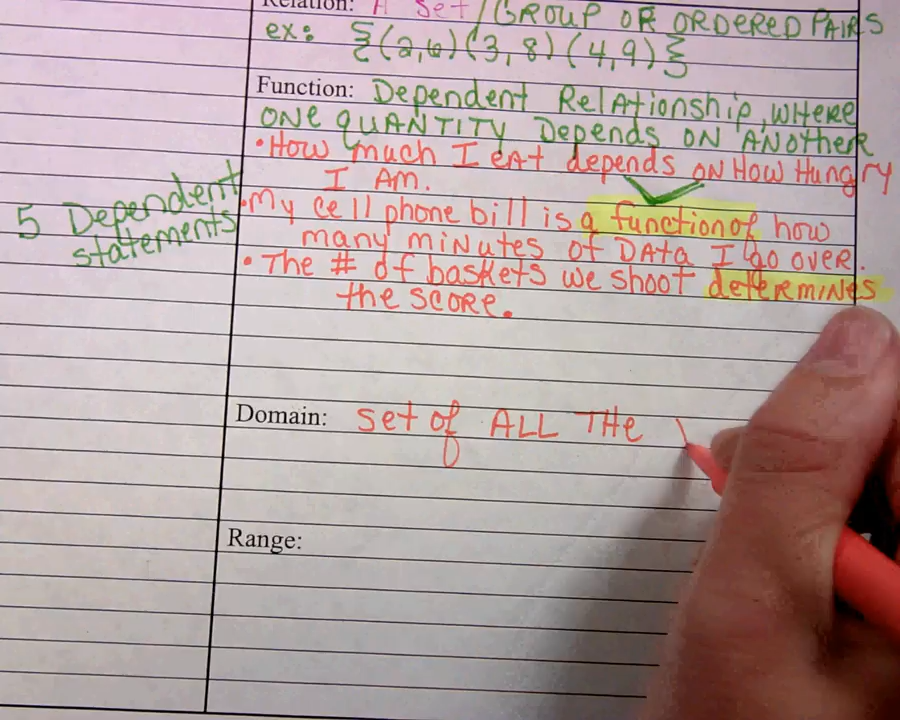 Relation: A set/GROUP OF ORDERED PAIRS
ex: {(2,6)(3,8)(4,9)}
Function: Dependent RelAtionship, WHERE
ONE QUANTITY Depends ON ANOtheR
• How much I eAt depends ON How Hungry
I AM.
5 Dependent
statements
• My cell phone bill is a function of how
many minutes of DAtA I go over.
• The # of baskets we shoot deteRMINes
the score.
Domain: set of ALL THe
Range: